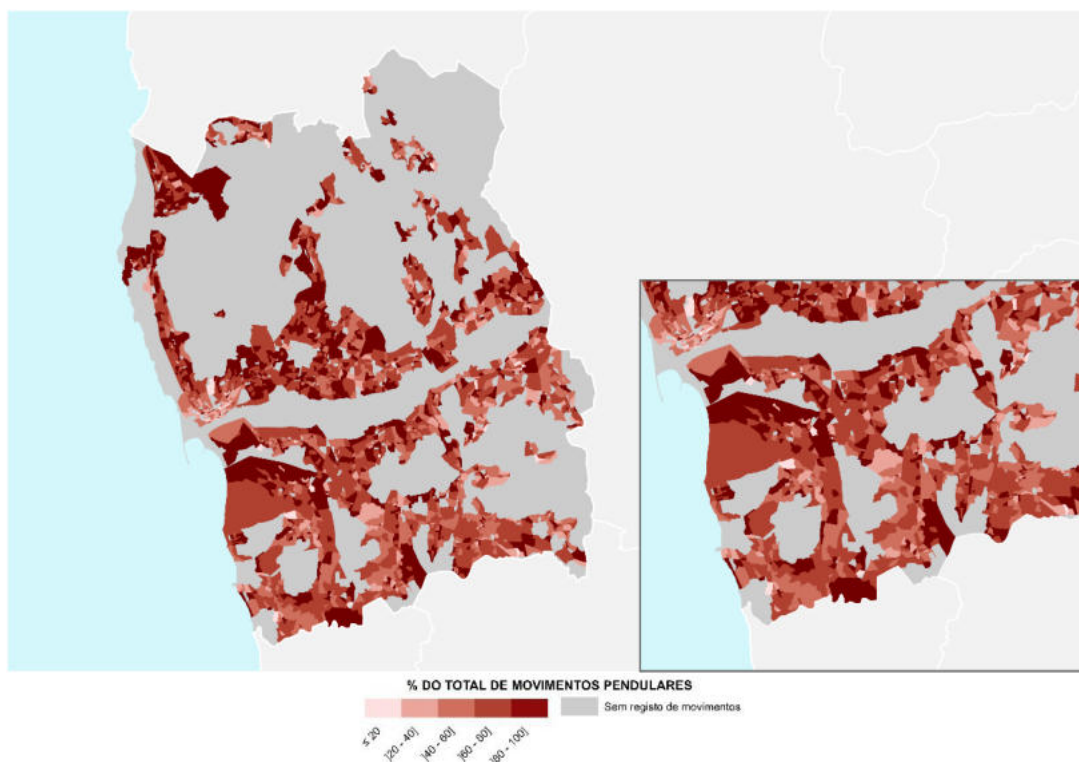 % DO TOTAL DE MOVIMENTOS PENDULARES
Sem registo de movimentos
≤ 20
]20 - 40]
]40 - 60]
]60 - 80]
]80 - 100]